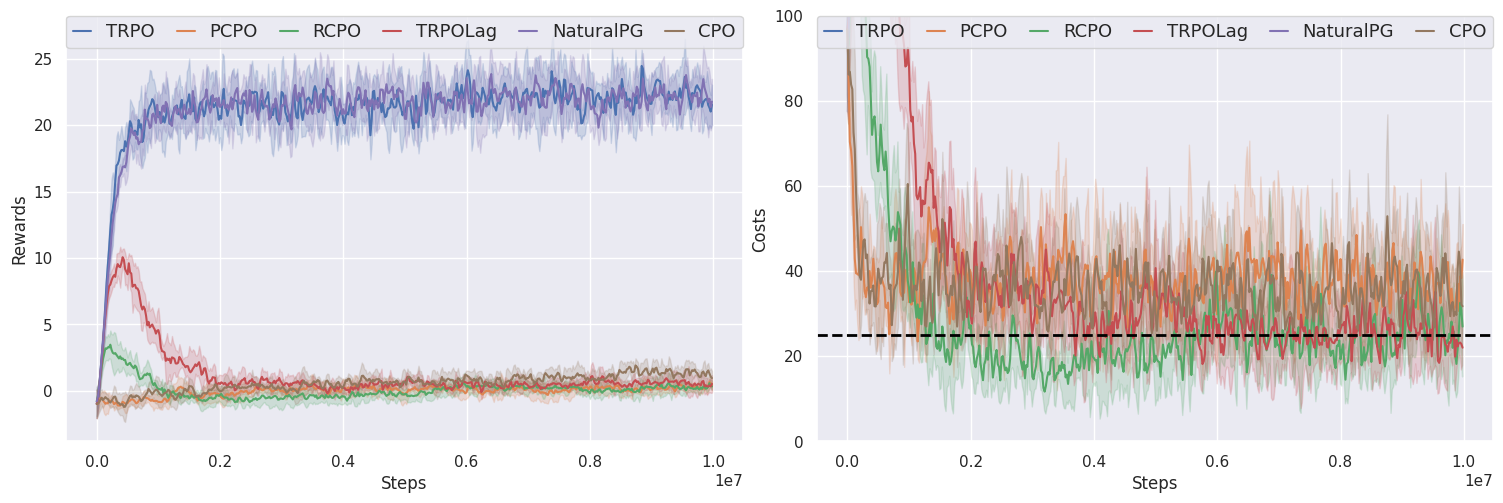 TRPO PCPO RCPO TRPOLag NaturalPG CPO
25
20
15
10
5
0
Rewards
0.0 0.2 0.4 0.6 0.8 1.0
1e7
Steps
TRPO PCPO RCPO TRPOLag NaturalPG CPO
100
80
60
40
20
0
Costs
0.0 0.2 0.4 0.6 0.8 1.0
1e7
Steps